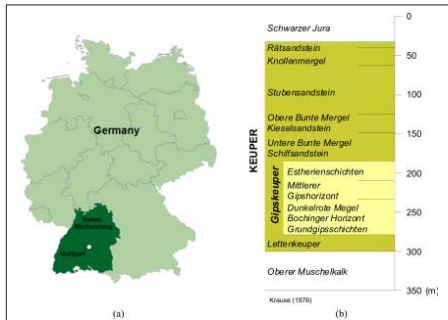 Germany
Baden-
Württemberg
Stuttgart
(a)
KEUPER
Gipskeuper
Schwarzer Jura
Rätsandstein
Knollenmergel
Stubensandstein
Obere Bunte Mergel
Kieselsandstein
Untere Bunte Mergel
Schilfsandstein
Estherienschichten
Mittlerer
Gipshorizont
Dunkelrote Megel
Bochinger Horizont
Grundgipsschichten
Lettenkeuper
Oberer Muschelkalk
0
50
100
150
200
250
300
350 (m)
Krause (1976)
(b)